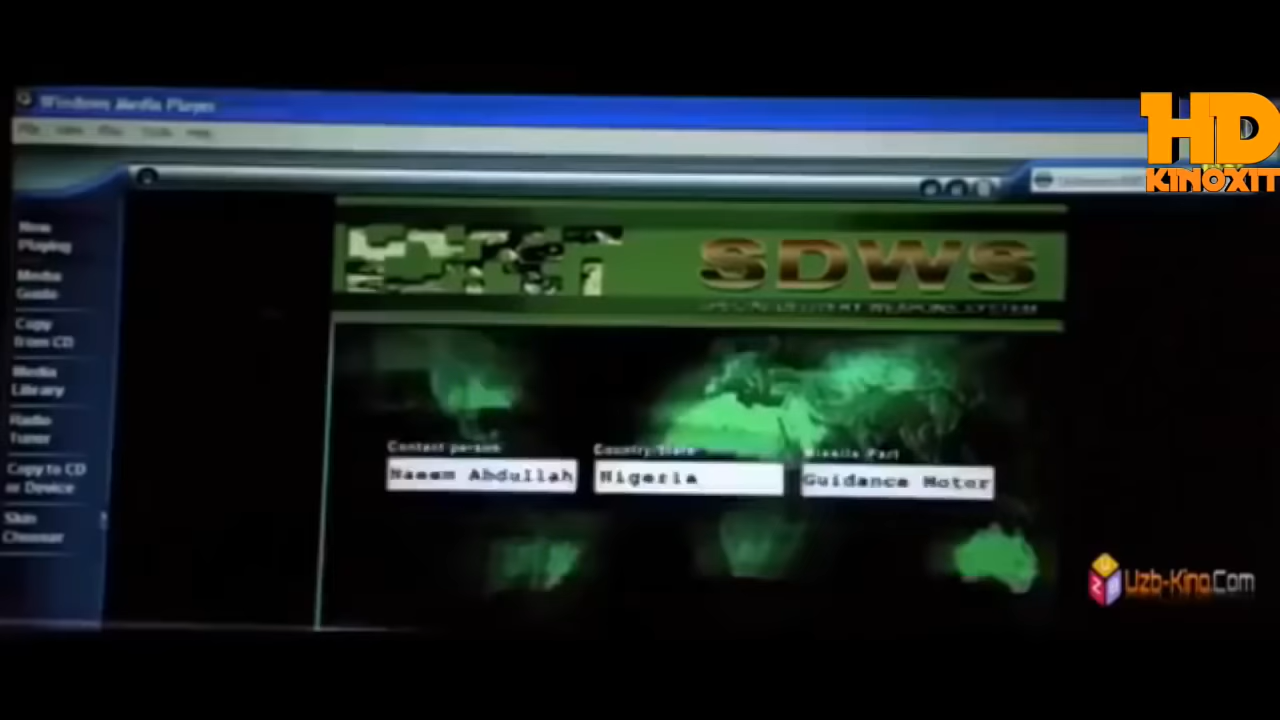 Windows Media Player
HD
KINOXIT
Now
Playing
Media
Guide
Copy
from CD
Media
Library
Radio
Tuner
Copy to CD
or Device
Skin
Chooser
SDWS
Contact person
Country/State
Missile Part
Naeem Abdullah
Nigeria
Guidance Motor
Uzb-Kino.Com